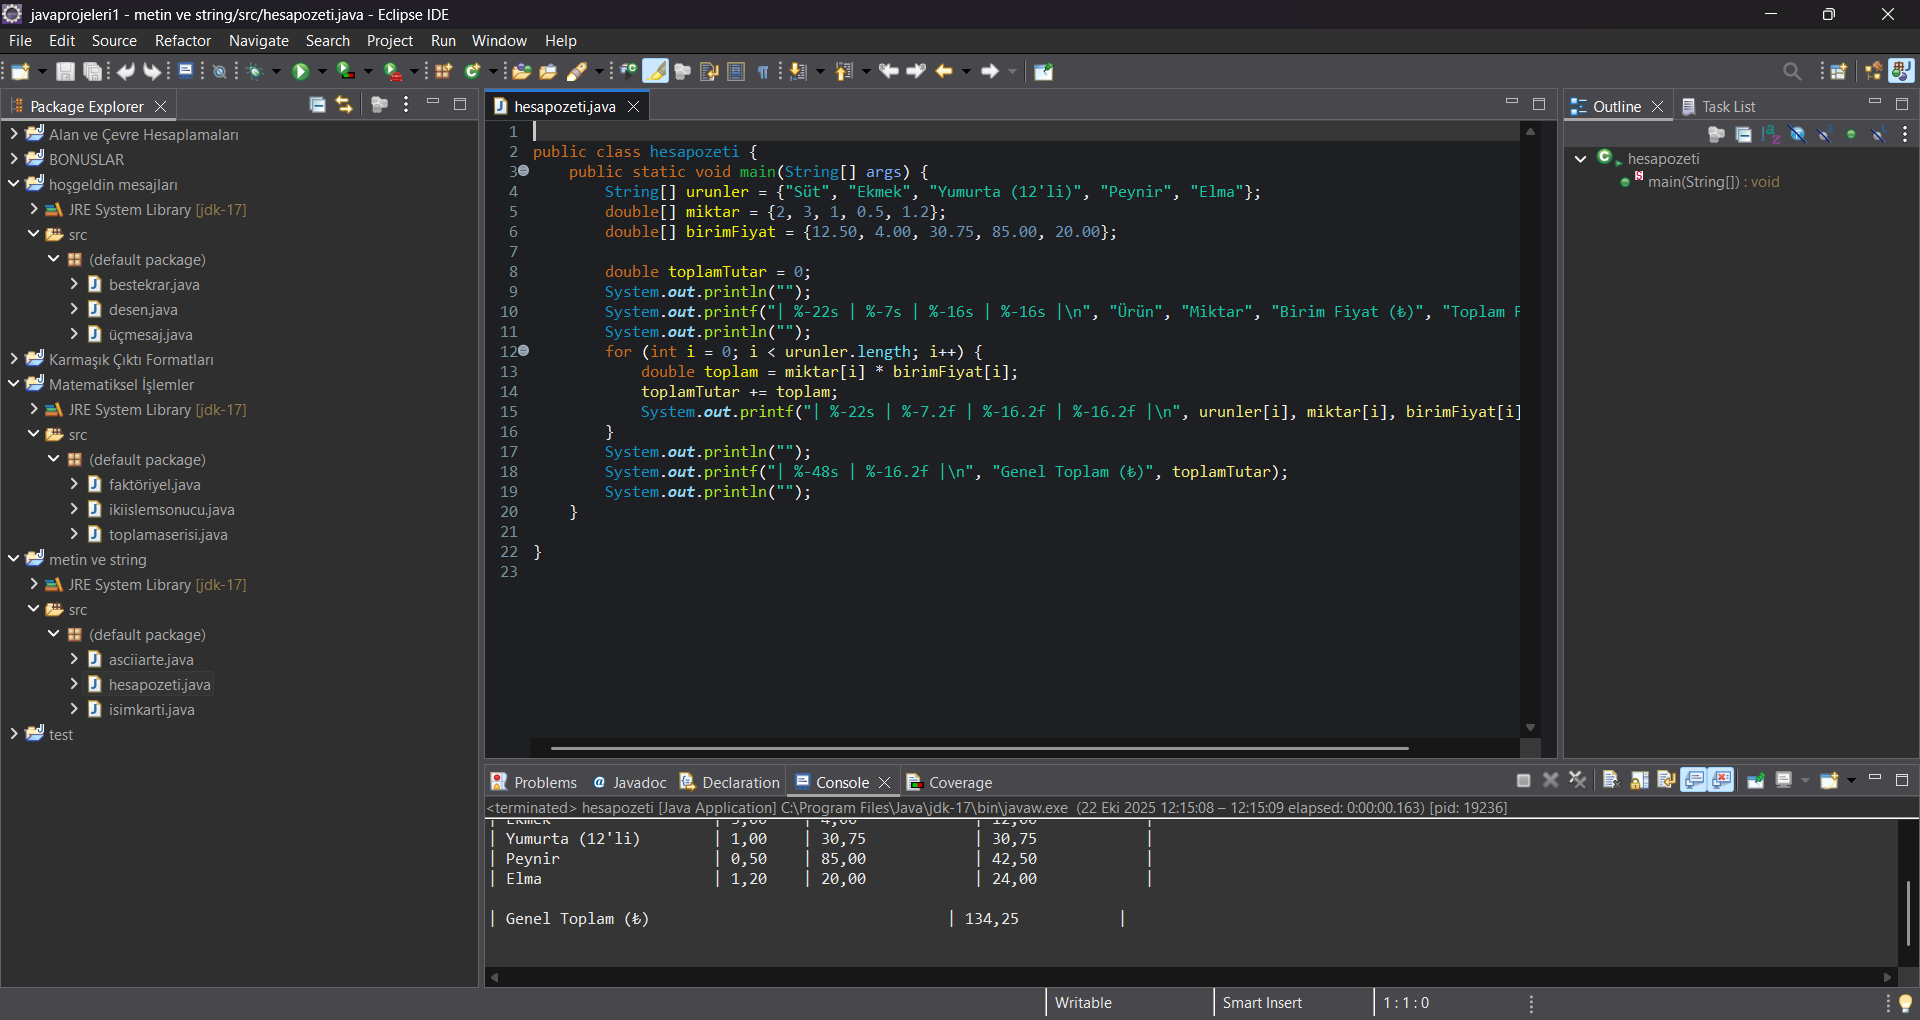 javaprojeleri1 - metin ve string/src/hesapozeti.java - Eclipse IDE
File Edit Source Refactor Navigate Search Project Run Window Help
Package Explorer
Alan ve Çevre Hesaplamaları
BONUSLAR
hoşgeldin mesajları
JRE System Library [jdk-17]
src
(default package)
bestekrar.java
desen.java
üçmesaj.java
Karmaşık Çıktı Formatları
Matematiksel İşlemler
JRE System Library [jdk-17]
src
(default package)
faktöriyel.java
ikiislemsonucu.java
toplamaserisi.java
metin ve string
JRE System Library [jdk-17]
src
(default package)
asciiarte.java
hesapozeti.java
isimkarti.java
test
hesapozeti.java
1
2 public class hesapozeti {
3 public static void main(String[] args) {
4 String[] urunler = {"Süt", "Ekmek", "Yumurta (12'li)", "Peynir", "Elma"};
5 double[] miktar = {2, 3, 1, 0.5, 1.2};
6 double[] birimFiyat = {12.50, 4.00, 30.75, 85.00, 20.00};
7
8 double toplamTutar = 0;
9 System.out.println("");
10 System.out.printf("| %-22s | %-7s | %-16s | %-16s |\n", "Ürün", "Miktar", "Birim Fiyat (₺)", "Toplam F
11 System.out.println("");
12 for (int i = 0; i < urunler.length; i++) {
13 double toplam = miktar[i] * birimFiyat[i];
14 toplamTutar += toplam;
15 System.out.printf("| %-22s | %-7.2f | %-16.2f | %-16.2f |\n", urunler[i], miktar[i], birimFiyat[i]
16 }
17 System.out.println("");
18 System.out.printf("| %-48s | %-16.2f |\n", "Genel Toplam (₺)", toplamTutar);
19 System.out.println("");
20 }
21
22 }
23
Outline Task List
hesapozeti
main(String[]) : void
Problems Javadoc Declaration Console Coverage
<terminated> hesapozeti [Java Application] C:\Program Files\Java\jdk-17\bin\javaw.exe (22 Eki 2025 12:15:08 – 12:15:09 elapsed: 0:00:00.163) [pid: 19236]
| Ekmek | 3,00 | 4,00 | 12,00 |
| Yumurta (12'li) | 1,00 | 30,75 | 30,75 |
| Peynir | 0,50 | 85,00 | 42,50 |
| Elma | 1,20 | 20,00 | 24,00 |
| Genel Toplam (₺) | 134,25 |
Writable Smart Insert 1 : 1 : 0